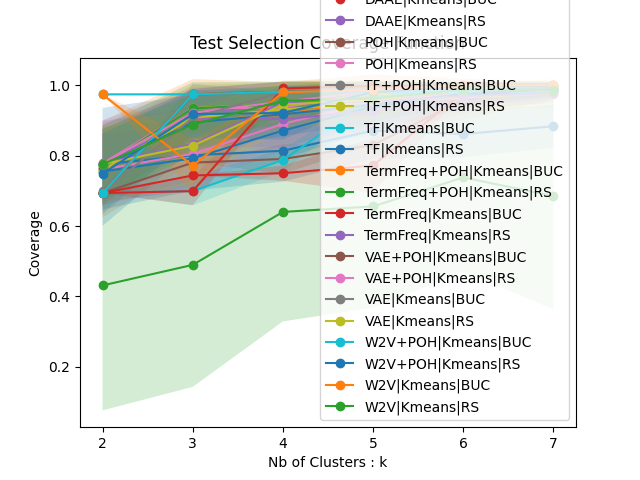 DAAE|Kmeans|BUC
DAAE|Kmeans|RS
Test Selection
POH|Kmeans|BUC
POH|Kmeans|RS
TF+POH|Kmeans|BUC
TF+POH|Kmeans|RS
TF|Kmeans|BUC
TF|Kmeans|RS
TermFreq+POH|Kmeans|BUC
TermFreq+POH|Kmeans|RS
TermFreq|Kmeans|BUC
TermFreq|Kmeans|RS
VAE+POH|Kmeans|BUC
VAE+POH|Kmeans|RS
VAE|Kmeans|BUC
VAE|Kmeans|RS
W2V+POH|Kmeans|BUC
W2V+POH|Kmeans|RS
W2V|Kmeans|BUC
W2V|Kmeans|RS
Coverage
1.0
0.8
0.6
0.4
0.2
2 3 4 5 6 7
Nb of Clusters : k